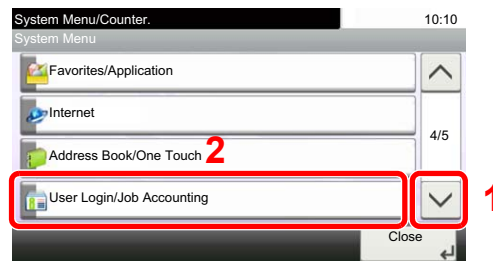 System Menu/Counter. 10:10
System Menu
Favorites/Application
Internet
4/5
Address Book/One Touch 2
User Login/Job Accounting
1
Close